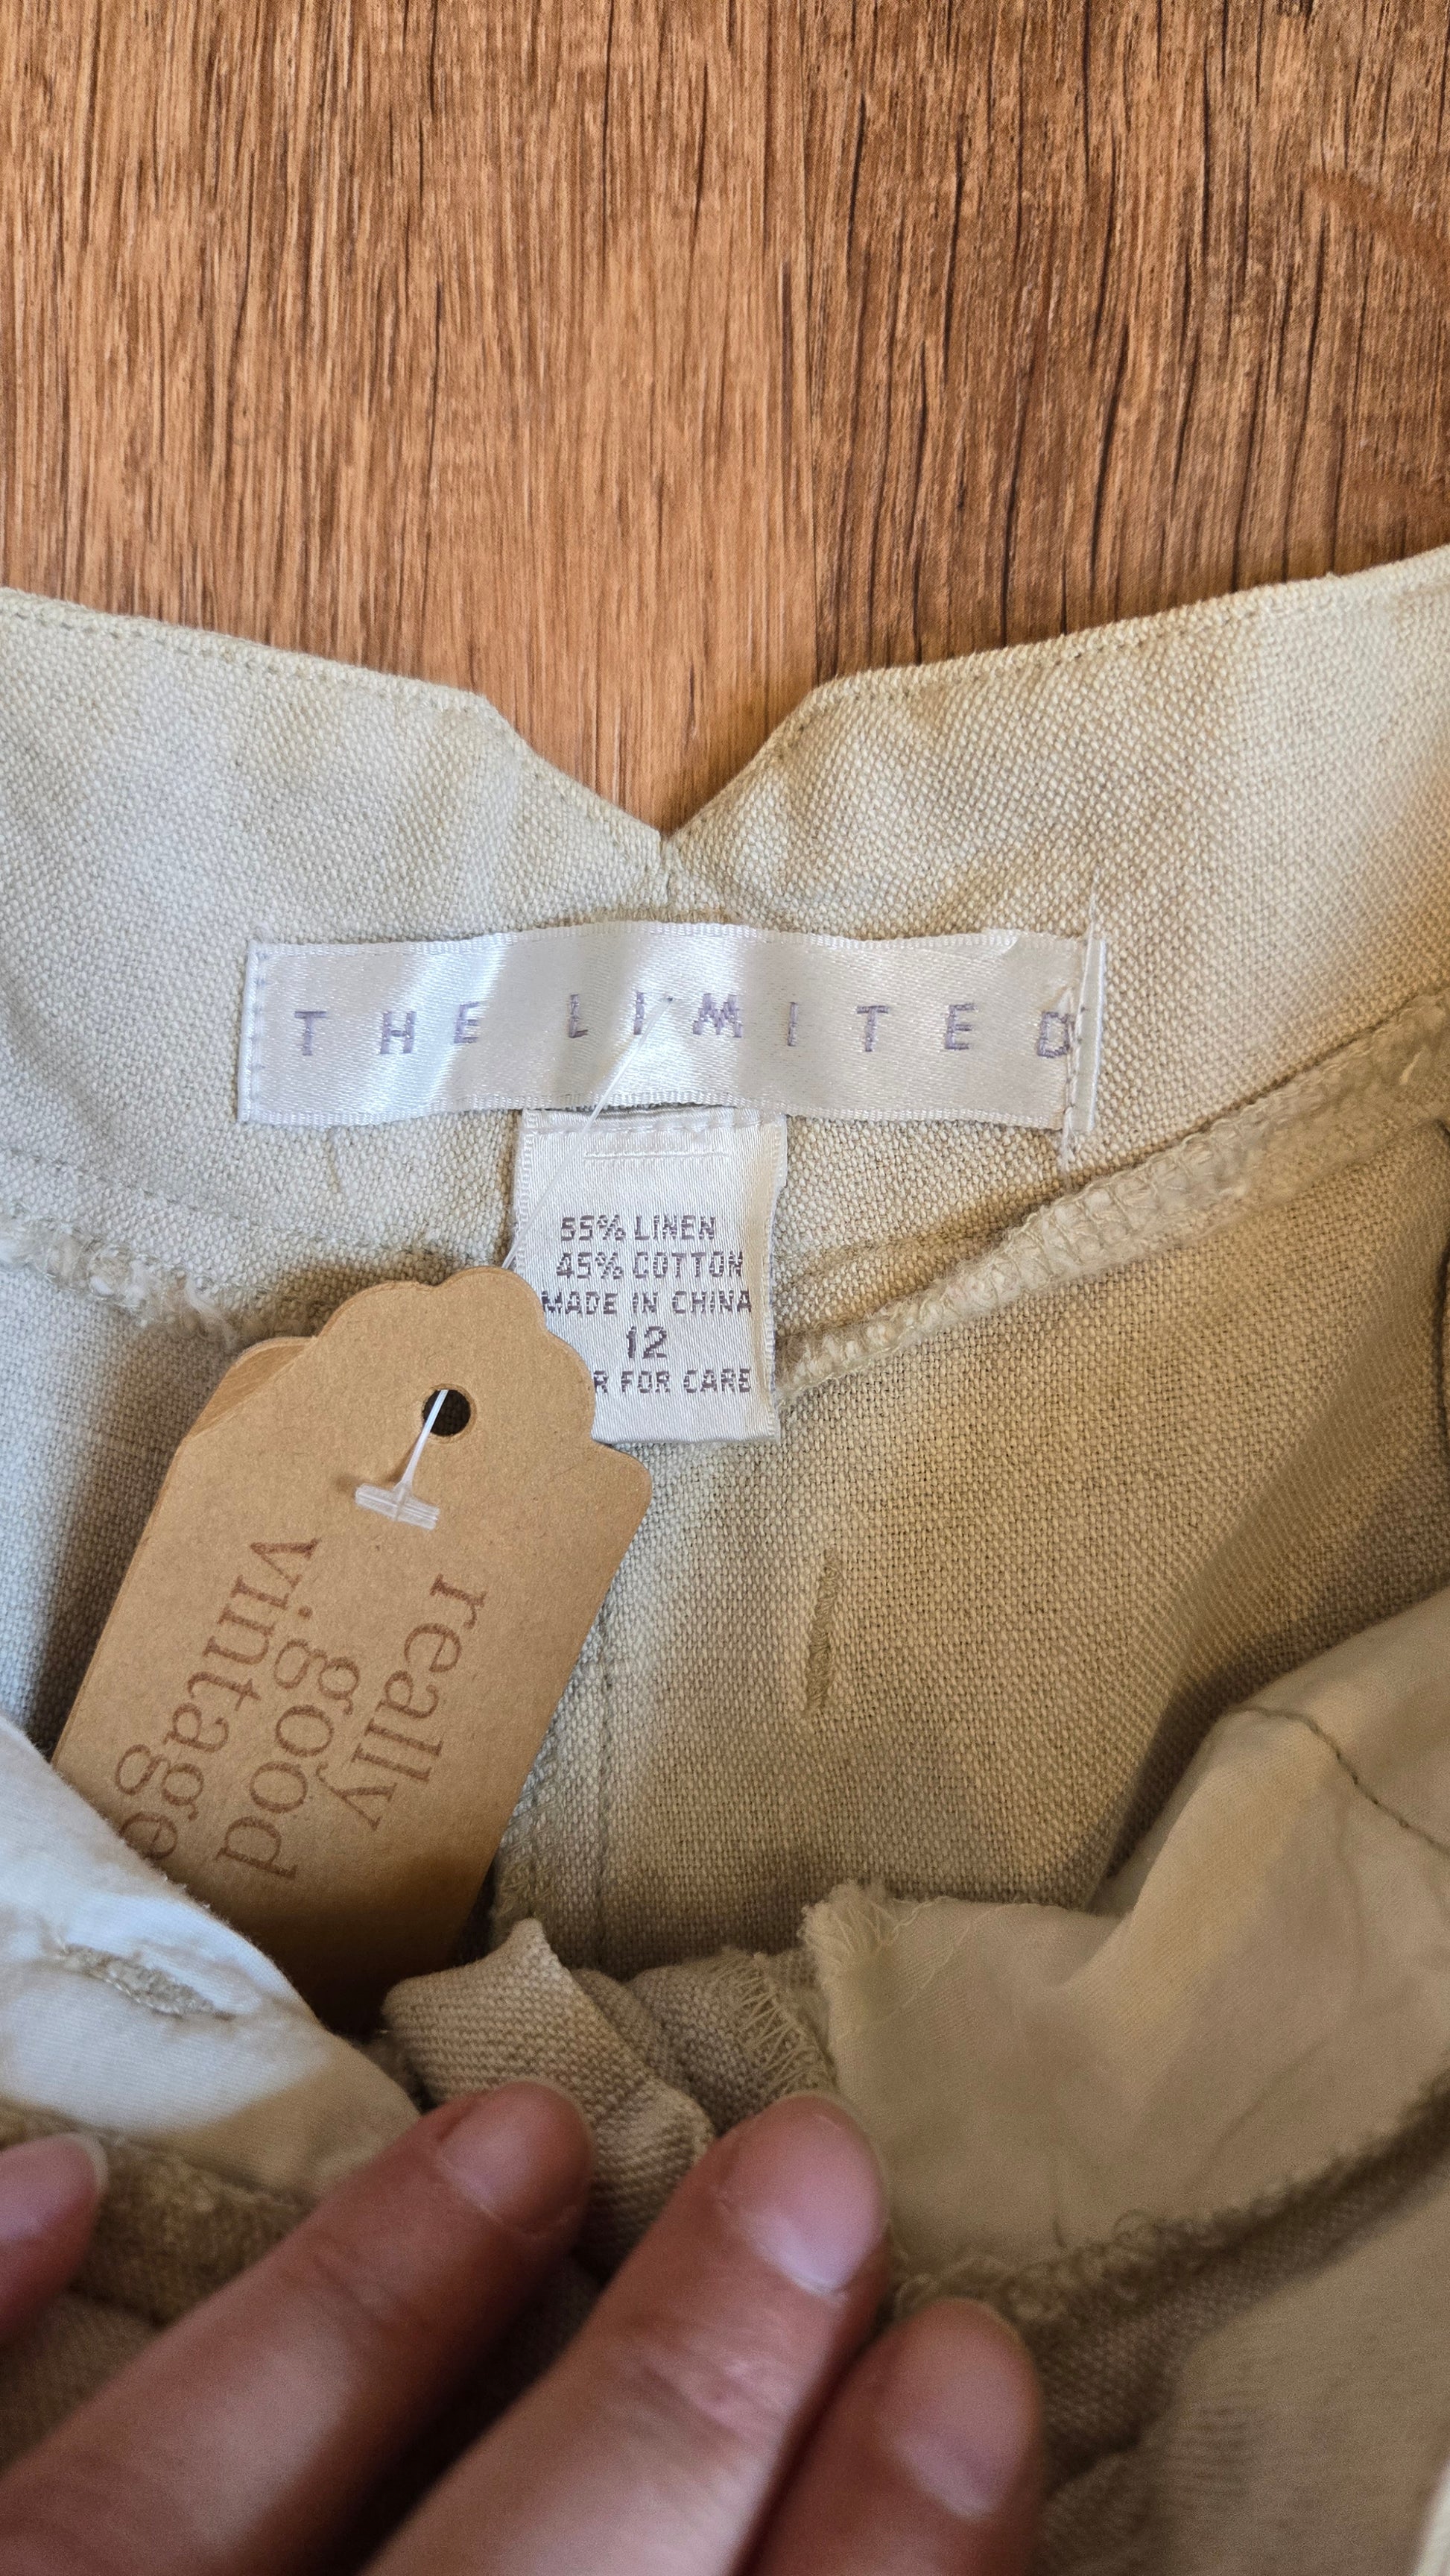 THE LIMITED
55% LINEN
45% COTTON
MADE IN CHINA
12
R FOR CARE
really
good
vintage